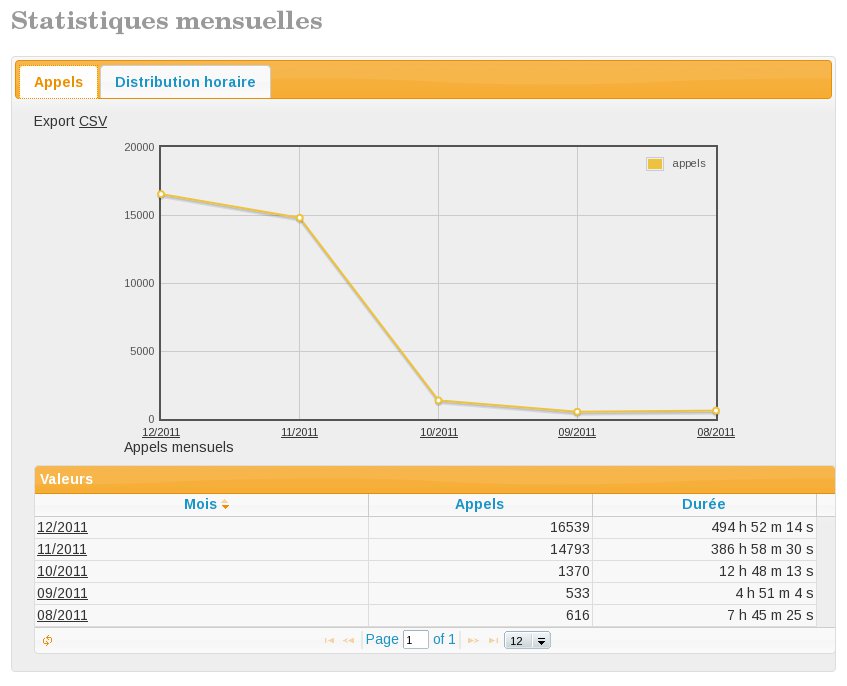 Statistiques mensuelles
Appels Distribution horaire
Export CSV
20000
appels
15000
10000
5000
0
12/2011 11/2011 10/2011 09/2011 08/2011
Appels mensuels
Valeurs
Mois Appels Durée
12/2011 16539 494 h 52 m 14 s
11/2011 14793 386 h 58 m 30 s
10/2011 1370 12 h 48 m 13 s
09/2011 533 4 h 51 m 4 s
08/2011 616 7 h 45 m 25 s
Page 1 of 1 12